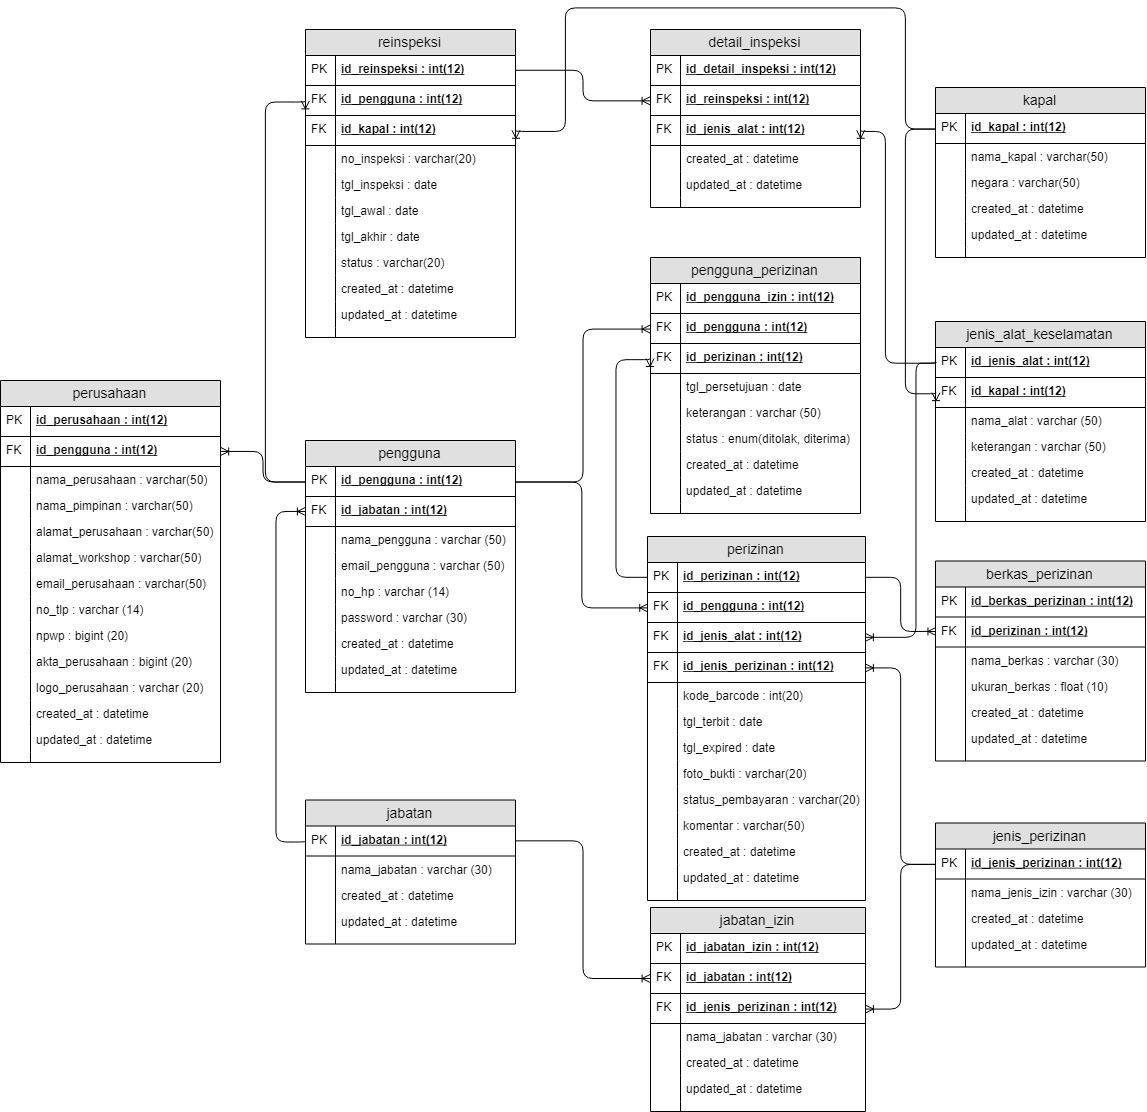 reinspeksi
PK id_reinspeksi : int(12)
FK id_pengguna : int(12)
FK id_kapal : int(12)
no_inspeksi : varchar(20)
tgl_inspeksi : date
tgl_awal : date
tgl_akhir : date
status : varchar(20)
created_at : datetime
updated_at : datetime
detail_inspeksi
PK id_detail_inspeksi : int(12)
FK id_reinspeksi : int(12)
FK id_jenis_alat : int(12)
created_at : datetime
updated_at : datetime
kapal
PK id_kapal : int(12)
nama_kapal : varchar(50)
negara : varchar(50)
created_at : datetime
updated_at : datetime
pengguna_perizinan
PK id_pengguna_izin : int(12)
FK id_pengguna : int(12)
FK id_perizinan : int(12)
tgl_persetujuan : date
keterangan : varchar (50)
status : enum(ditolak, diterima)
created_at : datetime
updated_at : datetime
jenis_alat_keselamatan
PK id_jenis_alat : int(12)
FK id_kapal : int(12)
nama_alat : varchar (50)
keterangan : varchar (50)
created_at : datetime
updated_at : datetime
perusahaan
PK id_perusahaan : int(12)
FK id_pengguna : int(12)
nama_perusahaan : varchar(50)
nama_pimpinan : varchar(50)
alamat_perusahaan : varchar(50)
alamat_workshop : varchar(50)
email_perusahaan : varchar(50)
no_tlp : varchar (14)
npwp : bigint (20)
akta_perusahaan : bigint (20)
logo_perusahaan : varchar (20)
created_at : datetime
updated_at : datetime
pengguna
PK id_pengguna : int(12)
FK id_jabatan : int(12)
nama_pengguna : varchar (50)
email_pengguna : varchar (50)
no_hp : varchar (14)
password : varchar (30)
created_at : datetime
updated_at : datetime
perizinan
PK id_perizinan : int(12)
FK id_pengguna : int(12)
FK id_jenis_alat : int(12)
FK id_jenis_perizinan : int(12)
kode_barcode : int(20)
tgl_terbit : date
tgl_expired : date
foto_bukti : varchar(20)
status_pembayaran : varchar(20)
komentar : varchar(50)
created_at : datetime
updated_at : datetime
berkas_perizinan
PK id_berkas_perizinan : int(12)
FK id_perizinan : int(12)
nama_berkas : varchar (30)
ukuran_berkas : float (10)
created_at : datetime
updated_at : datetime
jabatan
PK id_jabatan : int(12)
nama_jabatan : varchar (30)
created_at : datetime
updated_at : datetime
jenis_perizinan
PK id_jenis_perizinan : int(12)
nama_jenis_izin : varchar (30)
created_at : datetime
updated_at : datetime
jabatan_izin
PK id_jabatan_izin : int(12)
FK id_jabatan : int(12)
FK id_jenis_perizinan : int(12)
nama_jabatan : varchar (30)
created_at : datetime
updated_at : datetime